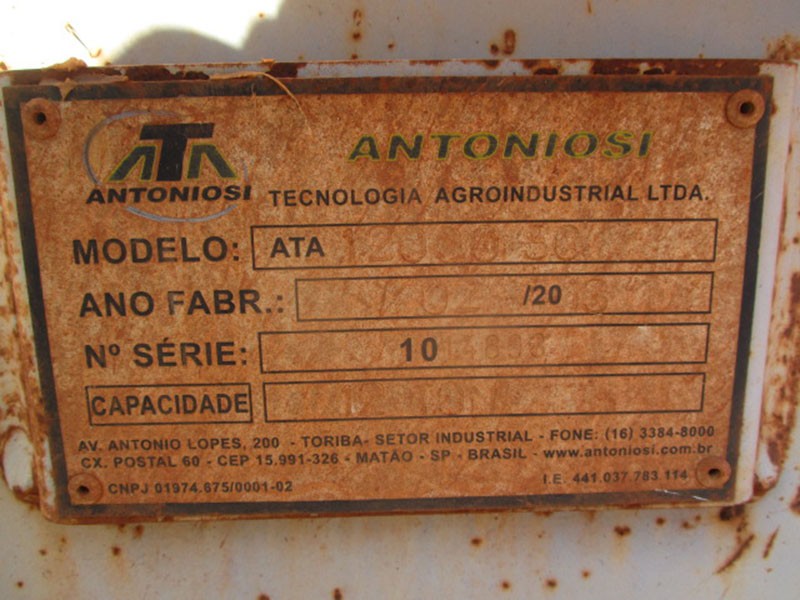 ATA
ANTONIOSI
ANTONIOSI
TECNOLOGIA AGROINDUSTRIAL LTDA.
MODELO: ATA
ANO FABR.: /20
Nº SÉRIE: 10
CAPACIDADE
AV. ANTONIO LOPES, 200 - TORIBA- SETOR INDUSTRIAL - FONE: (16) 3384-8000
CX. POSTAL 60 - CEP 15.991-326 - MATÃO - SP - BRASIL - www.antoniosi.com.br
CNPJ 01974.675/0001-02 I.E. 441.037.783.114